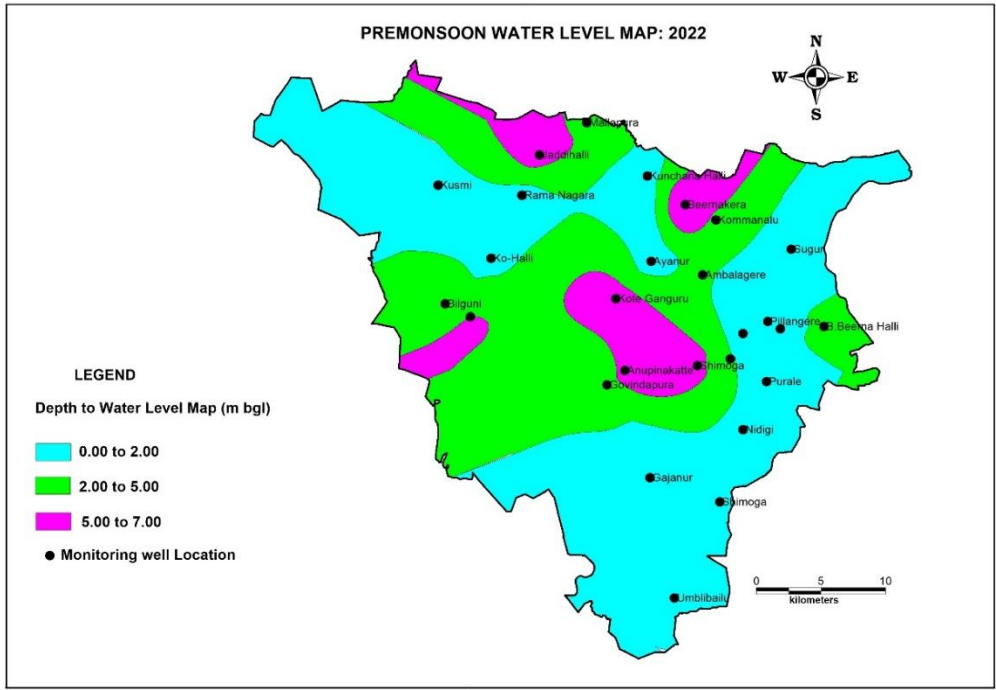 PREMONSOON WATER LEVEL MAP: 2022
N
W E
S
Mallapura
Jaddihalli
Kunchana Halli
Kusmi
Rama Nagara
Beernakera
Kommanalu
Sugur
Ko-Halli
Ayanur
Ambalagere
Kole Ganguru
Bilguni
Pillangere
B.Beerna Halli
Shimoga
Anupinakatte
Govindapura
Purale
Nidigi
Gajanur
Shimoga
Umblibailu
LEGEND
Depth to Water Level Map (m bgl)
0.00 to 2.00
2.00 to 5.00
5.00 to 7.00
Monitoring well Location
0 5 10
kilometers